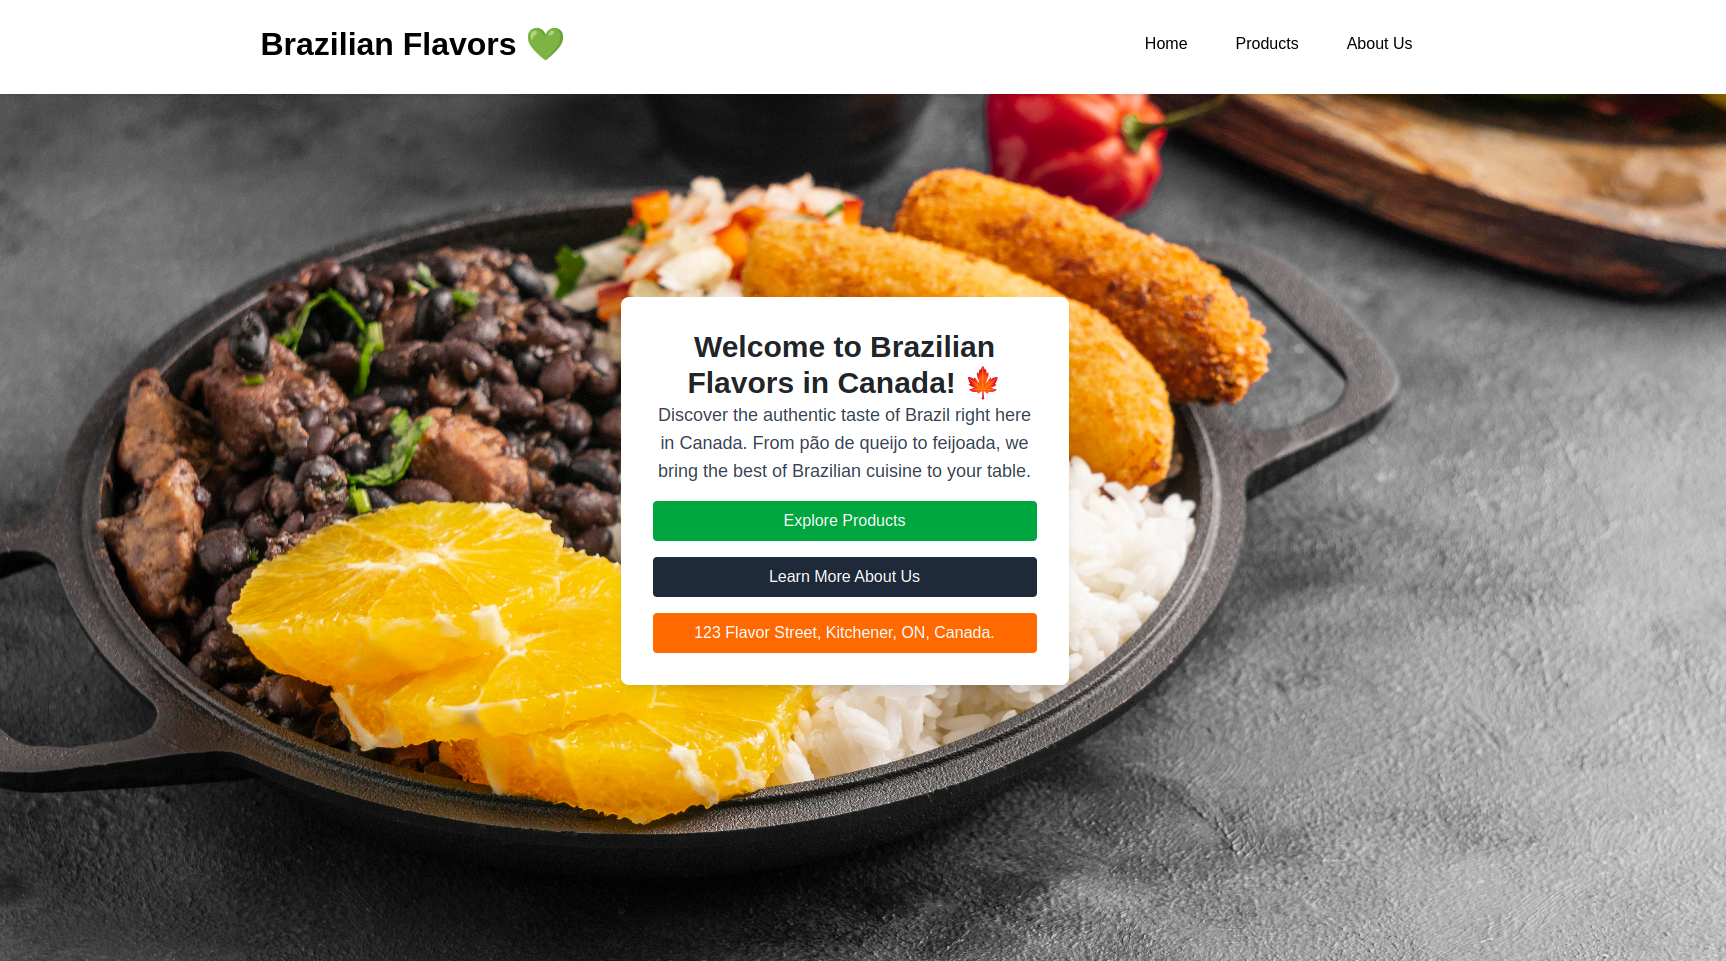 Brazilian Flavors 💚
Home Products About Us
Welcome to Brazilian
Flavors in Canada! 🍁
Discover the authentic taste of Brazil right here
in Canada. From pão de queijo to feijoada, we
bring the best of Brazilian cuisine to your table.
Explore Products
Learn More About Us
123 Flavor Street, Kitchener, ON, Canada.